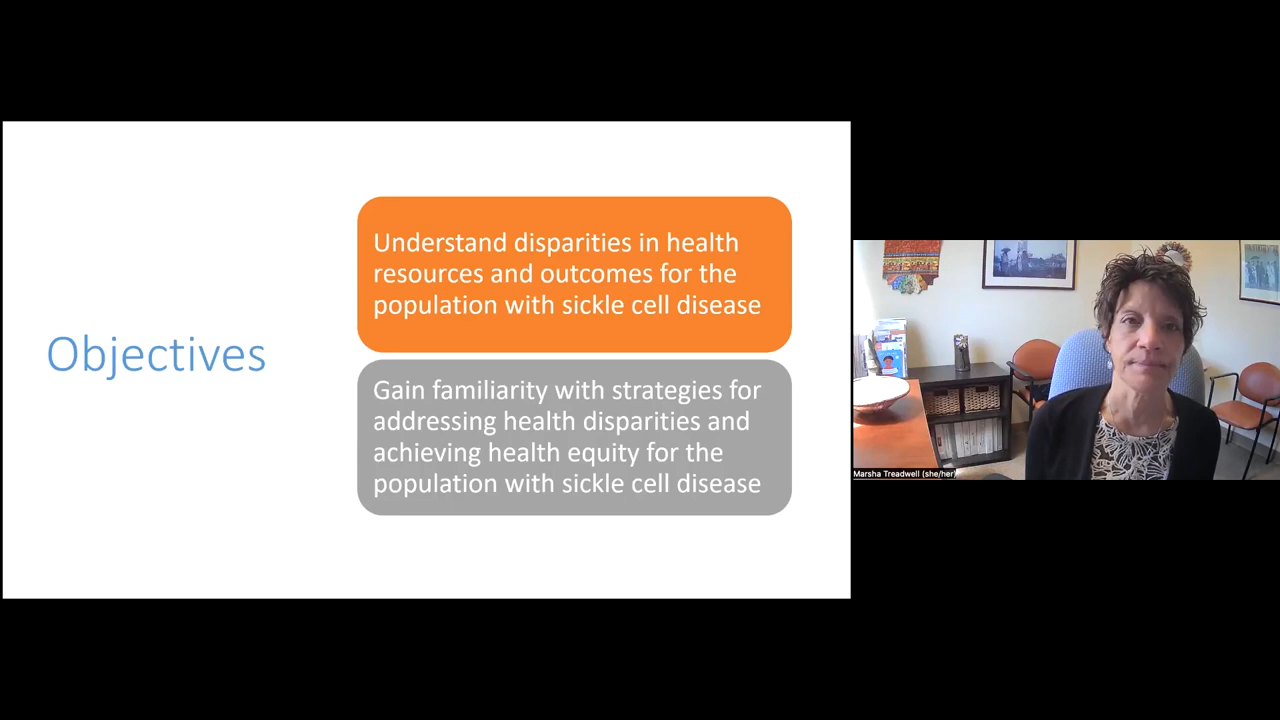 Objectives
Understand disparities in health
resources and outcomes for the
population with sickle cell disease
Gain familiarity with strategies for
addressing health disparities and
achieving health equity for the
population with sickle cell disease
Marsha Treadwell (she/her)